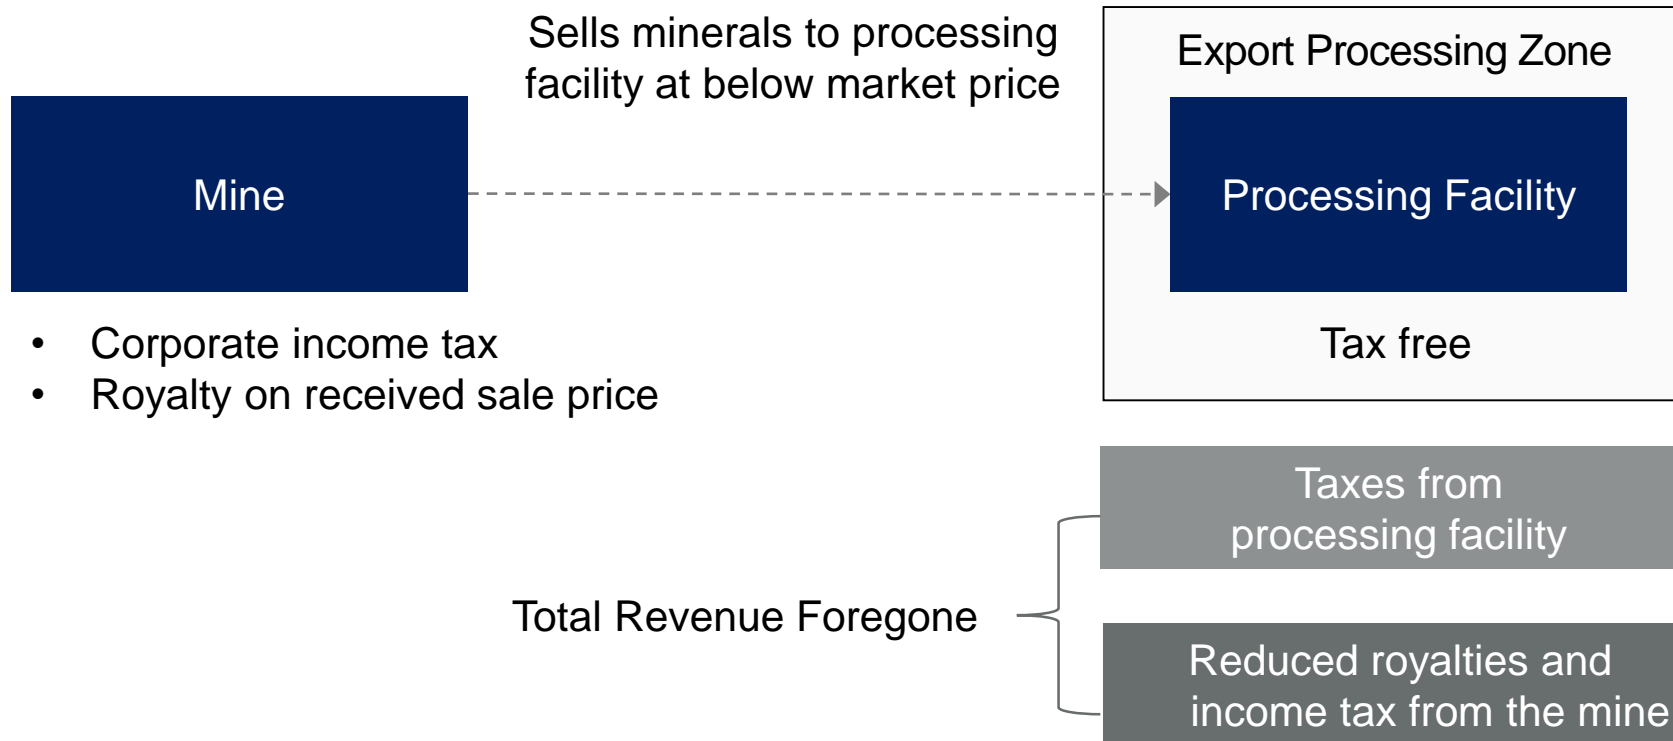 Sells minerals to processing
facility at below market price
Export Processing Zone
Mine
Processing Facility
• Corporate income tax
• Royalty on received sale price
Tax free
Taxes from
processing facility
Total Revenue Foregone
Reduced royalties and
income tax from the mine